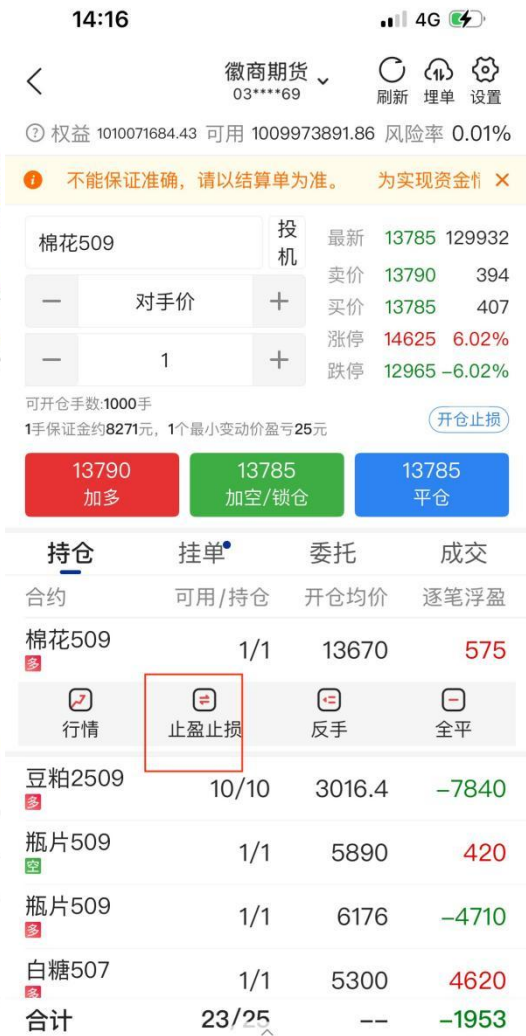 14:16 4G
徽商期货
03****69
刷新 埋单 设置
权益 1010071684.43 可用 1009973891.86 风险率 0.01%
不能保证准确，请以结算单为准。 为实现资金
棉花509 投机
最新 13785 129932
卖价 13790 394
— 对手价 +
买价 13785 407
涨停 14625 6.02%
— 1 +
跌停 12965 -6.02%
可开仓手数:1000手
1手保证金约8271元，1个最小变动价盈亏25元
开仓止损
13790 13785 13785
加多 加空/锁仓 平仓
持仓 挂单 委托 成交
合约 可用/持仓 开仓均价 逐笔浮盈
棉花509 1/1 13670 575
多
行情 止盈止损 反手 全平
豆粕2509 10/10 3016.4 -7840
多
瓶片509 1/1 5890 420
空
瓶片509 1/1 6176 -4710
多
白糖507 1/1 5300 4620
多
合计 23/25 -- -1953